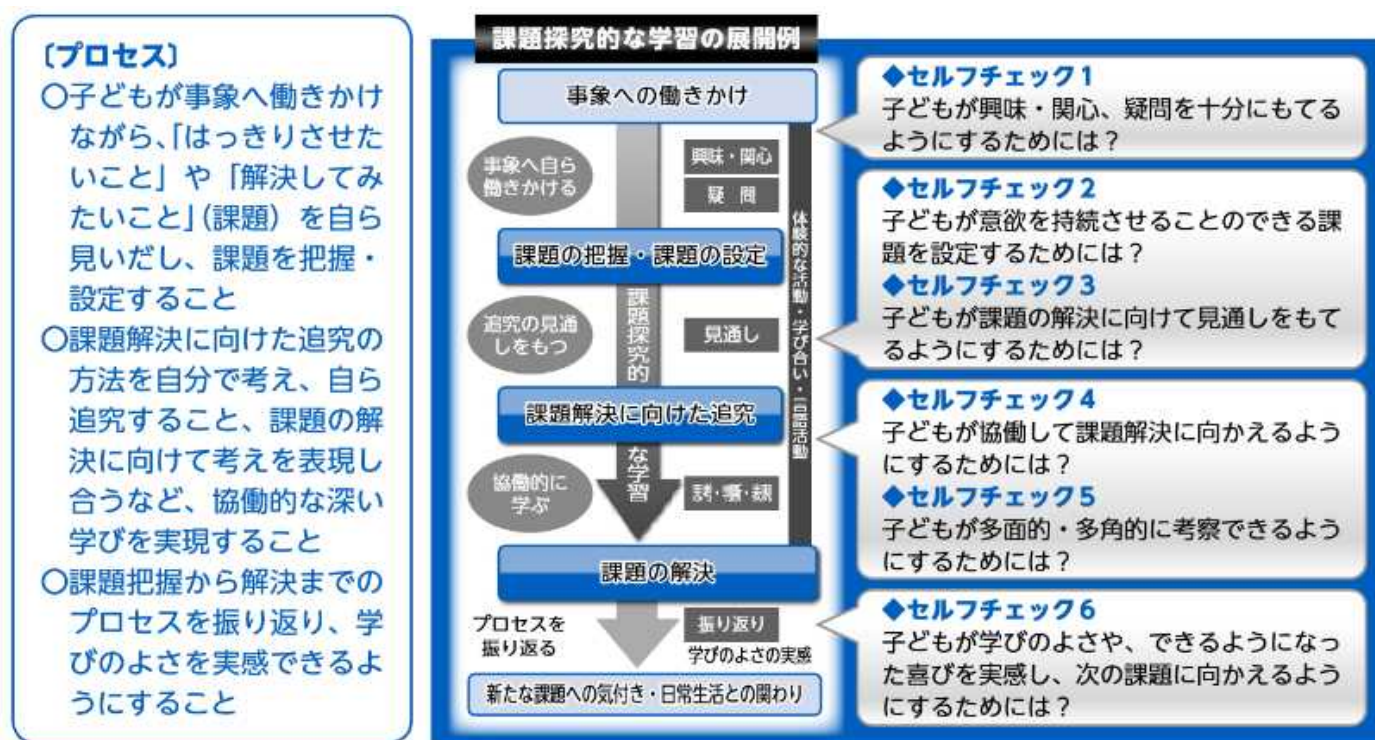 〔プロセス〕
○子どもが事象へ働きかけ
ながら、「はっきりさせた
いこと」や「解決してみ
たいこと」(課題)を自ら
見いだし、課題を把握・
設定すること
○課題解決に向けた追究の
方法を自分で考え、自ら
追究すること、課題の解
決に向けて考えを表現し
合うなど、協働的な深い
学びを実現すること
○課題把握から解決までの
プロセスを振り返り、学
びのよさを実感できるよ
うにすること
課題探究的な学習の展開例
事象への働きかけ
事象へ自ら
働きかける
興味・関心
疑 問
課題の把握・課題の設定
追究の見通
しをもつ
見通し
課題解決に向けた追究
協働的に
学ぶ
課題の解決
課題探究的な学習
体験的な活動・学び合い・言語活動
プロセスを
振り返る
振り返り
学びのよさの実感
新たな課題への気付き・日常生活との関わり
◆セルフチェック1
子どもが興味・関心、疑問を十分にもてる
ようにするためには?
◆セルフチェック2
子どもが意欲を持続させることのできる課
題を設定するためには?
◆セルフチェック3
子どもが課題の解決に向けて見通しをもて
るようにするためには?
◆セルフチェック4
子どもが協働して課題解決に向かえるよう
にするためには?
◆セルフチェック5
子どもが多面的・多角的に考察できるよう
にするためには?
◆セルフチェック6
子どもが学びのよさや、できるようになっ
た喜びを実感し、次の課題に向かえるよう
にするためには?